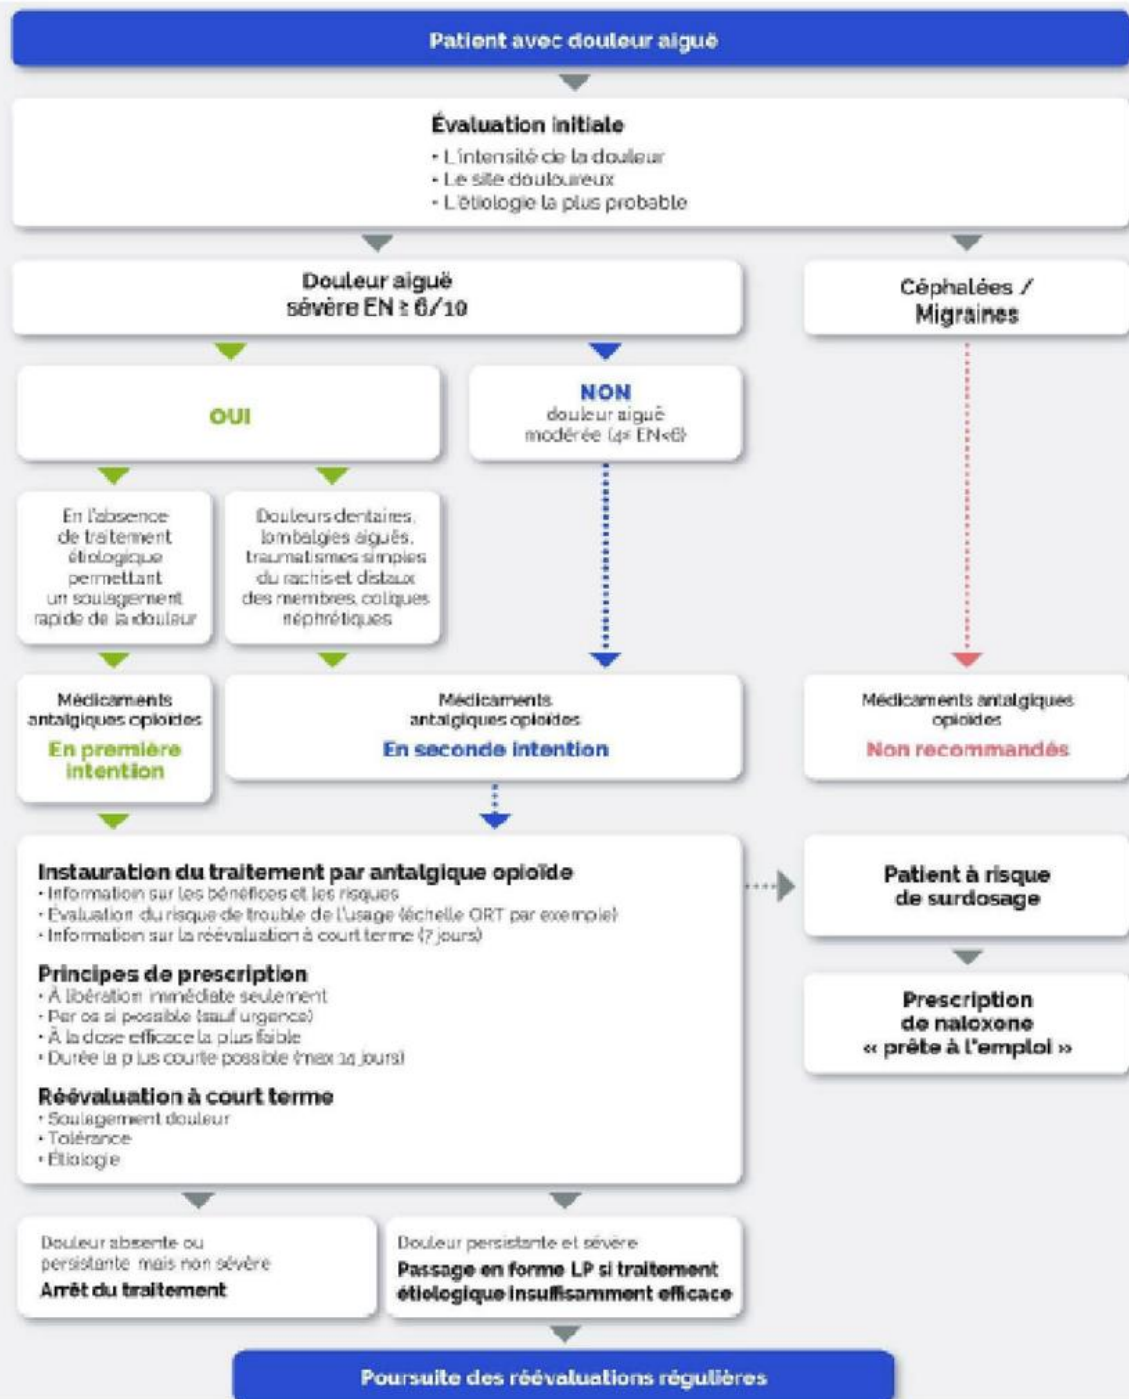 Patient avec douleur aiguë
Évaluation initiale
• L'intensité de la douleur
• Le site douloureux
• L'étiologie la plus probable
Douleur aiguë
sévère EN ≥ 6/10
Céphalées /
Migraines
OUI
NON
douleur aiguë
modérée (4≤ EN<6)
En l'absence
de traitement
étiologique
permettant
un soulagement
rapide de la douleur
Douleurs dentaires,
lombalgies aiguës,
traumatismes simples
du rachis et distaux
des membres, coliques
néphrétiques
Médicaments
antalgiques opioïdes
En première
intention
Médicaments
antalgiques opioïdes
En seconde intention
Médicaments antalgiques
opioïdes
Non recommandés
Instauration du traitement par antalgique opioïde
• Information sur les bénéfices et les risques
• Évaluation du risque de trouble de l'usage (échelle ORT par exemple)
• Information sur la réévaluation à court terme (7 jours)
Principes de prescription
• À libération immédiate seulement
• Per os si possible (sauf urgence)
• À la dose efficace la plus faible
• Durée la plus courte possible (max 14 jours)
Réévaluation à court terme
• Soulagement douleur
• Tolérance
• Étiologie
Patient à risque
de surdosage
Prescription
de naloxone
« prête à l'emploi »
Douleur absente ou
persistante mais non sévère
Arrêt du traitement
Douleur persistante et sévère
Passage en forme LP si traitement
étiologique insuffisamment efficace
Poursuite des réévaluations régulières